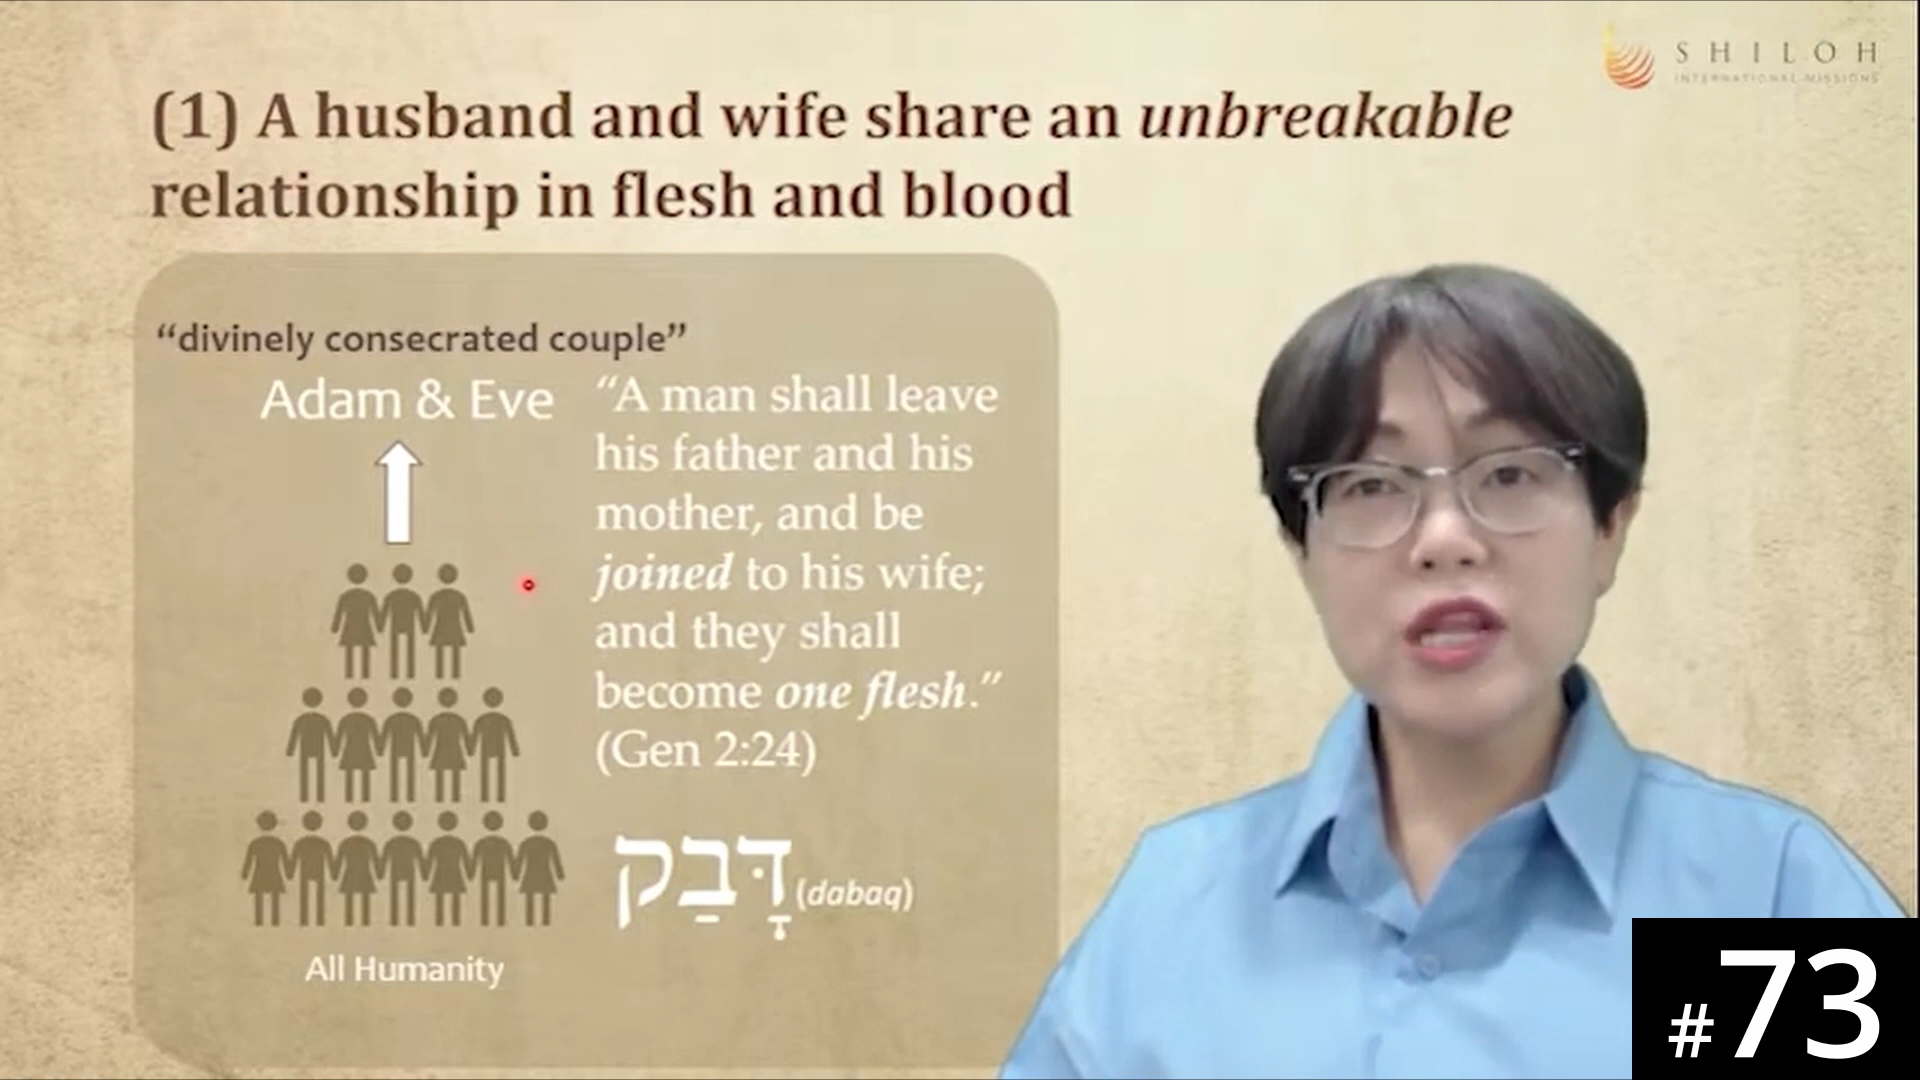 SHILOH
INTERNATIONAL MISSIONS
(1) A husband and wife share an unbreakable
relationship in flesh and blood
“divinely consecrated couple”
Adam & Eve
“A man shall leave
his father and his
mother, and be
joined to his wife;
and they shall
become one flesh.”
(Gen 2:24)
דָּבַק (dabaq)
All Humanity
#73